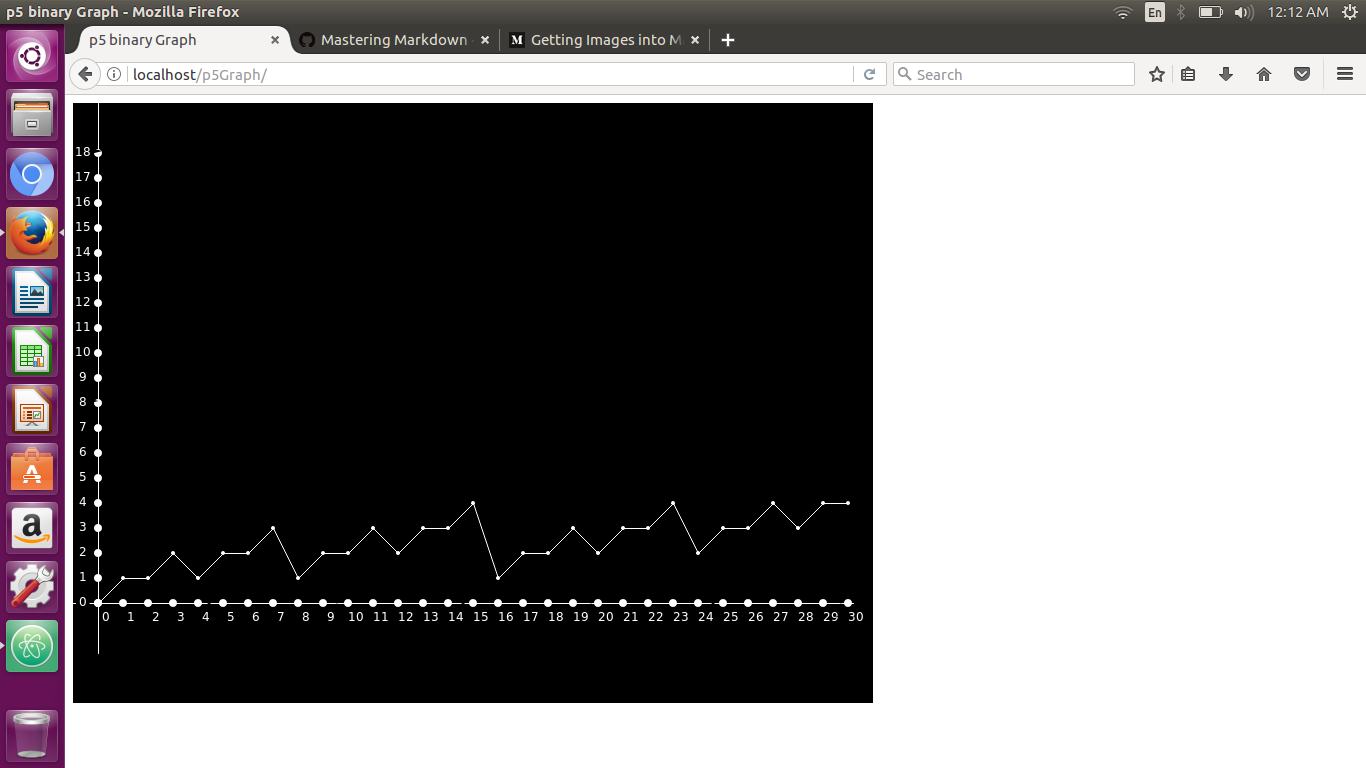 p5 binary Graph - Mozilla Firefox
En
12:12 AM
p5 binary Graph
Mastering Markdown
Getting Images into M
localhost/p5Graph/
Search
18
17
16
15
14
13
12
11
10
9
8
7
6
5
4
3
2
1
0
0 1 2 3 4 5 6 7 8 9 10 11 12 13 14 15 16 17 18 19 20 21 22 23 24 25 26 27 28 29 30